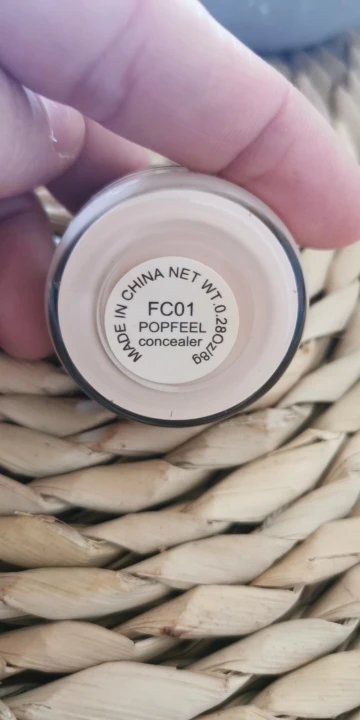 MADE IN CHINA NET WT.0.28Oz/8g
FC01
POPFEEL
concealer